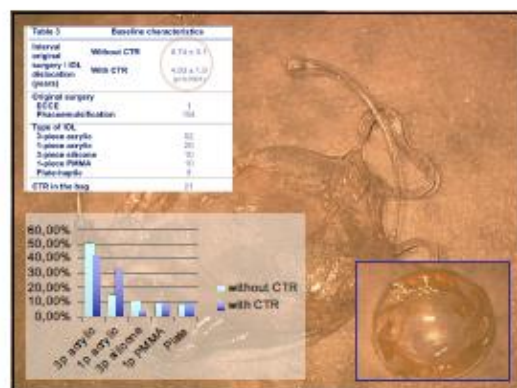 Table 3 Baseline characteristics
Interval
original Without CTR
surgery / IOL
dislocation With CTR
(years)
Original surgery
ECCE 1
Phacoemulsification
Type of IOL
3-piece acrylic
1-piece acrylic
3-piece silicone 10
1-piece PMMA 10
Plate-haptic
CTR in the bag 21
60,00%
50,00%
40,00%
30,00%
20,00%
10,00%
0,00%
without CTR
with CTR
3p acrylic
1p acrylic
3p silicone
1p PMMA
Plate